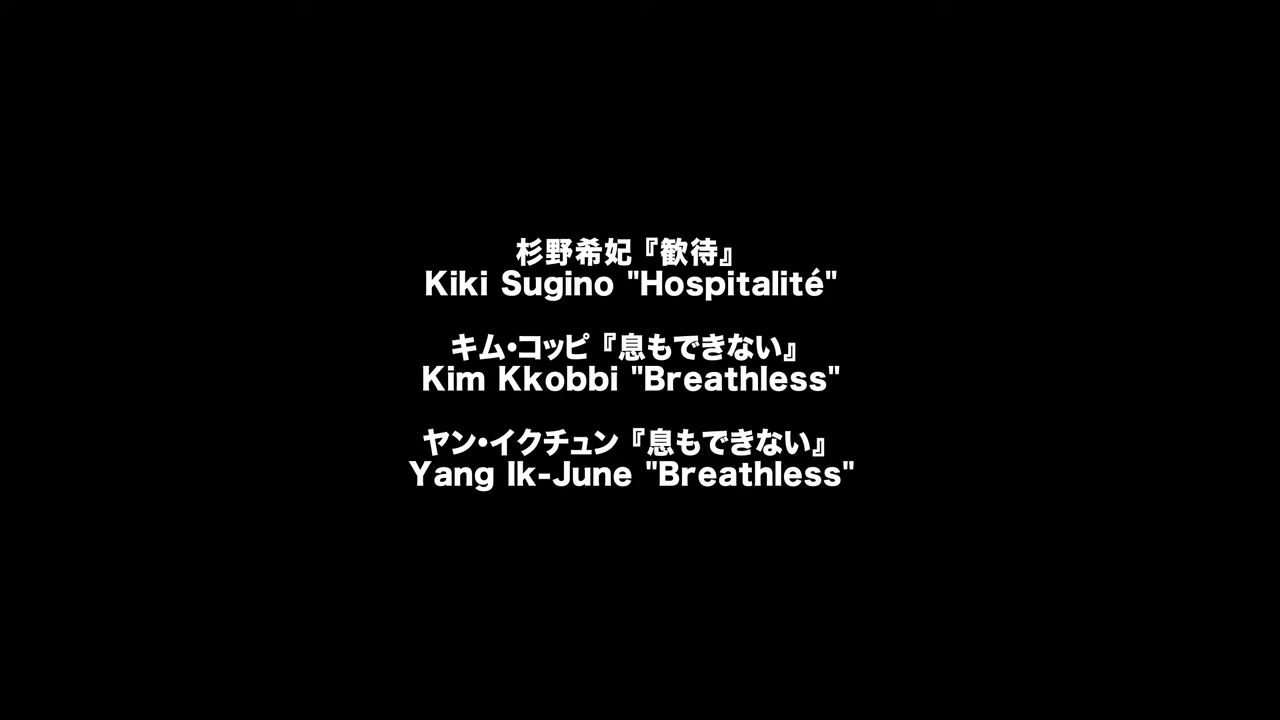 杉野希妃『歓待』
Kiki Sugino "Hospitalité"
キム・コッピ『息もできない』
Kim Kkobbi "Breathless"
ヤン・イクチュン『息もできない』
Yang Ik-June "Breathless"